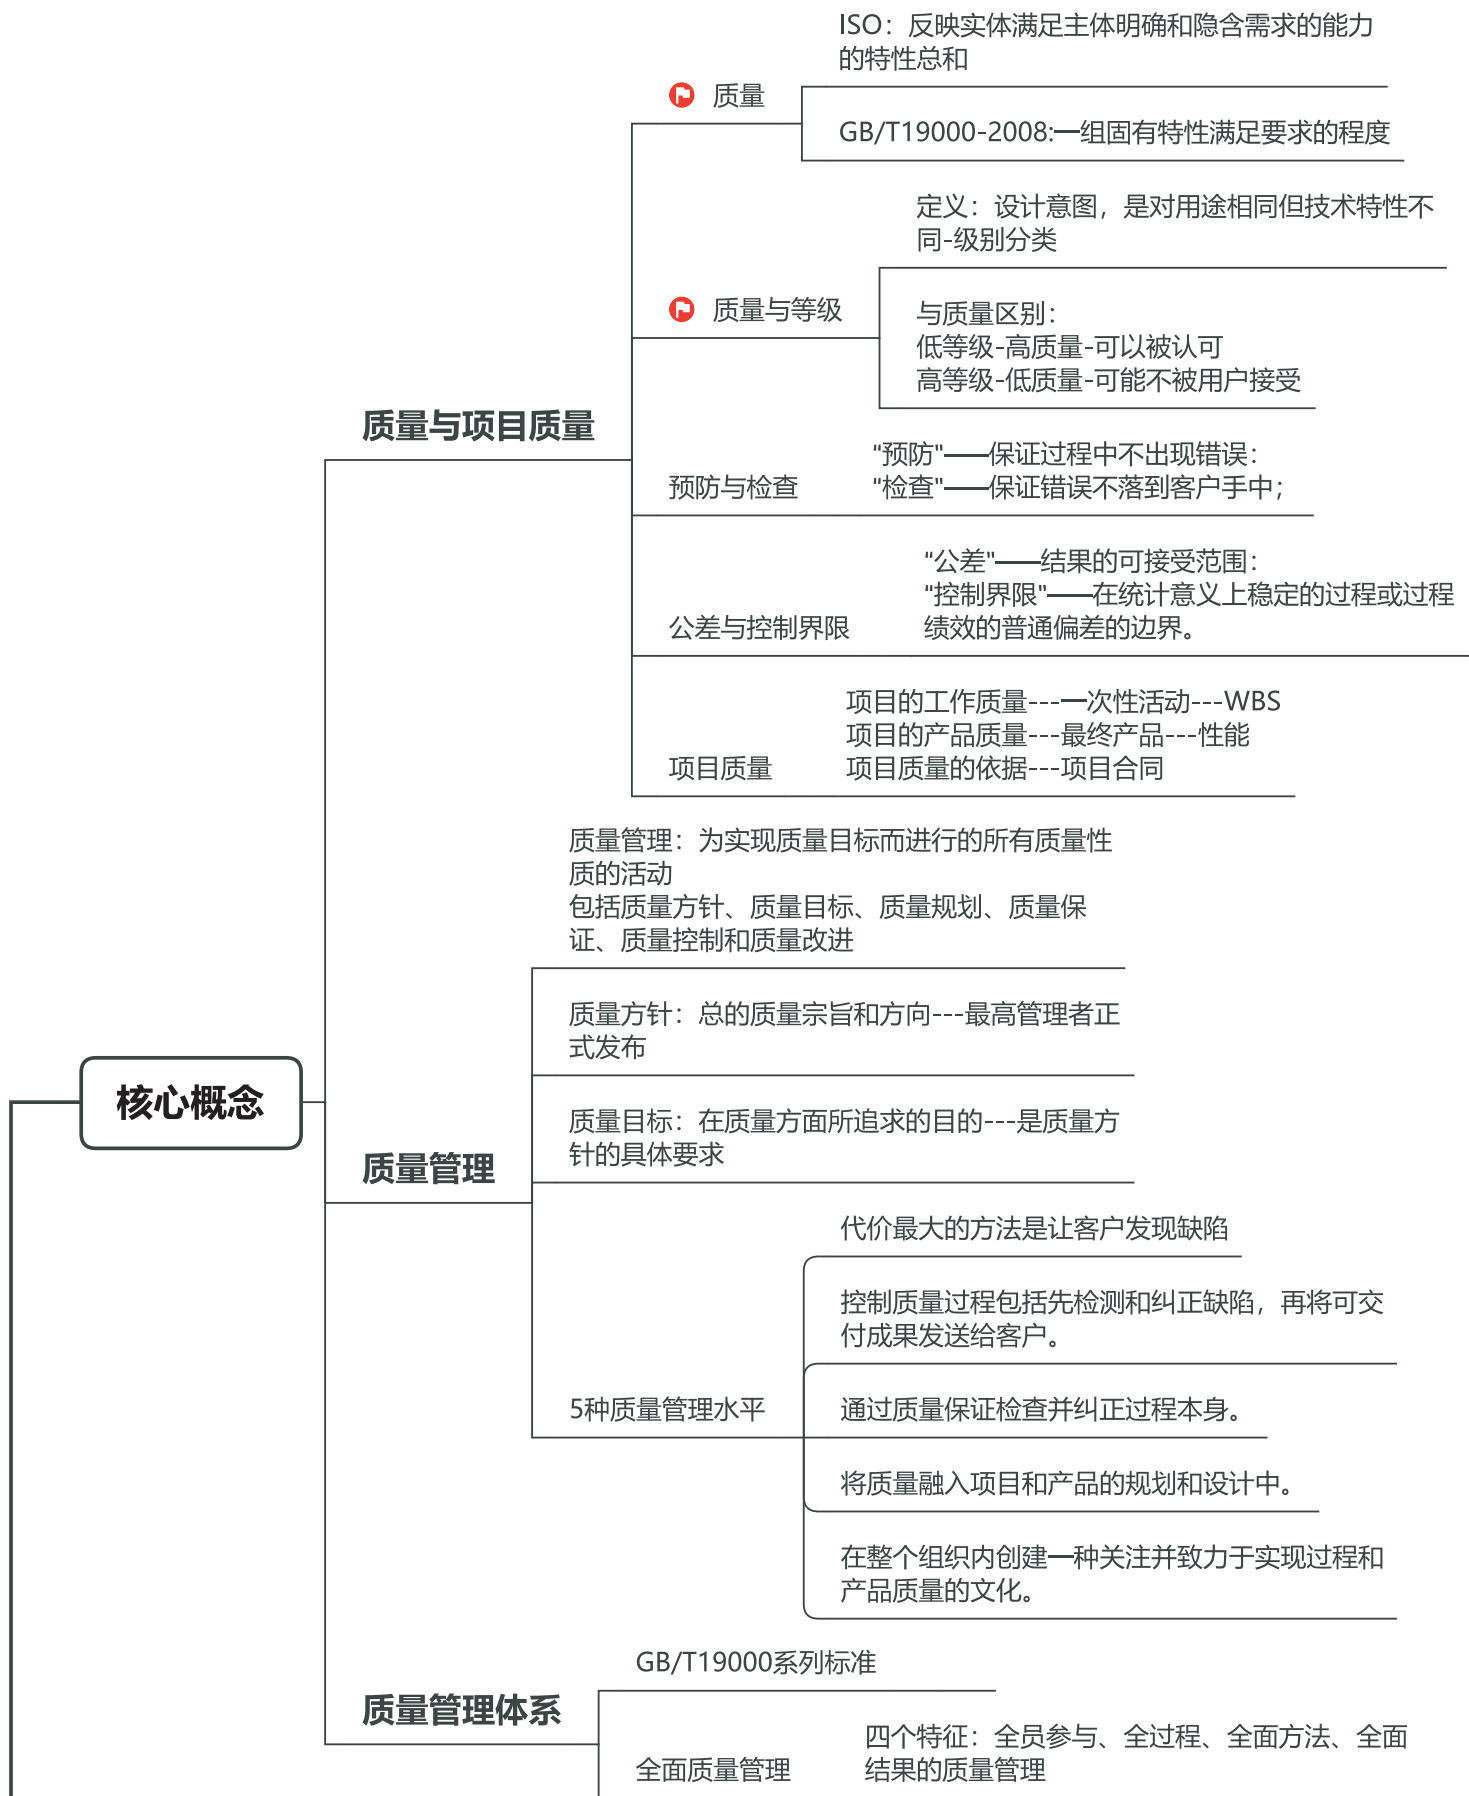 核心概念
质量与项目质量
质量
ISO：反映实体满足主体明确和隐含需求的能力
的特性总和
GB/T19000-2008:一组固有特性满足要求的程度
质量与等级
定义：设计意图，是对用途相同但技术特性不
同-级别分类
与质量区别：
低等级-高质量-可以被认可
高等级-低质量-可能不被用户接受
预防与检查
"预防"——保证过程中不出现错误：
"检查"——保证错误不落到客户手中；
公差与控制界限
"公差"——结果的可接受范围：
"控制界限"——在统计意义上稳定的过程或过程
绩效的普通偏差的边界。
项目质量
项目的工作质量---一次性活动---WBS
项目的产品质量---最终产品---性能
项目质量的依据---项目合同
质量管理
质量管理：为实现质量目标而进行的所有质量性
质的活动
包括质量方针、质量目标、质量规划、质量保
证、质量控制和质量改进
质量方针：总的质量宗旨和方向---最高管理者正
式发布
质量目标：在质量方面所追求的目的---是质量方
针的具体要求
5种质量管理水平
代价最大的方法是让客户发现缺陷
控制质量过程包括先检测和纠正缺陷，再将可交
付成果发送给客户。
通过质量保证检查并纠正过程本身。
将质量融入项目和产品的规划和设计中。
在整个组织内创建一种关注并致力于实现过程和
产品质量的文化。
质量管理体系
GB/T19000系列标准
全面质量管理
四个特征：全员参与、全过程、全面方法、全面
结果的质量管理